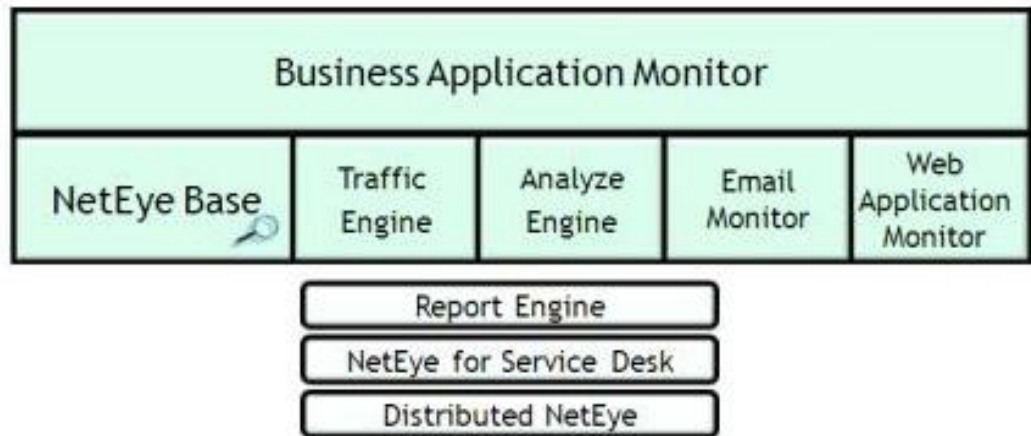 Business Application Monitor
NetEye Base
Traffic
Engine
Analyze
Engine
Email
Monitor
Web
Application
Monitor
Report Engine
NetEye for Service Desk
Distributed NetEye